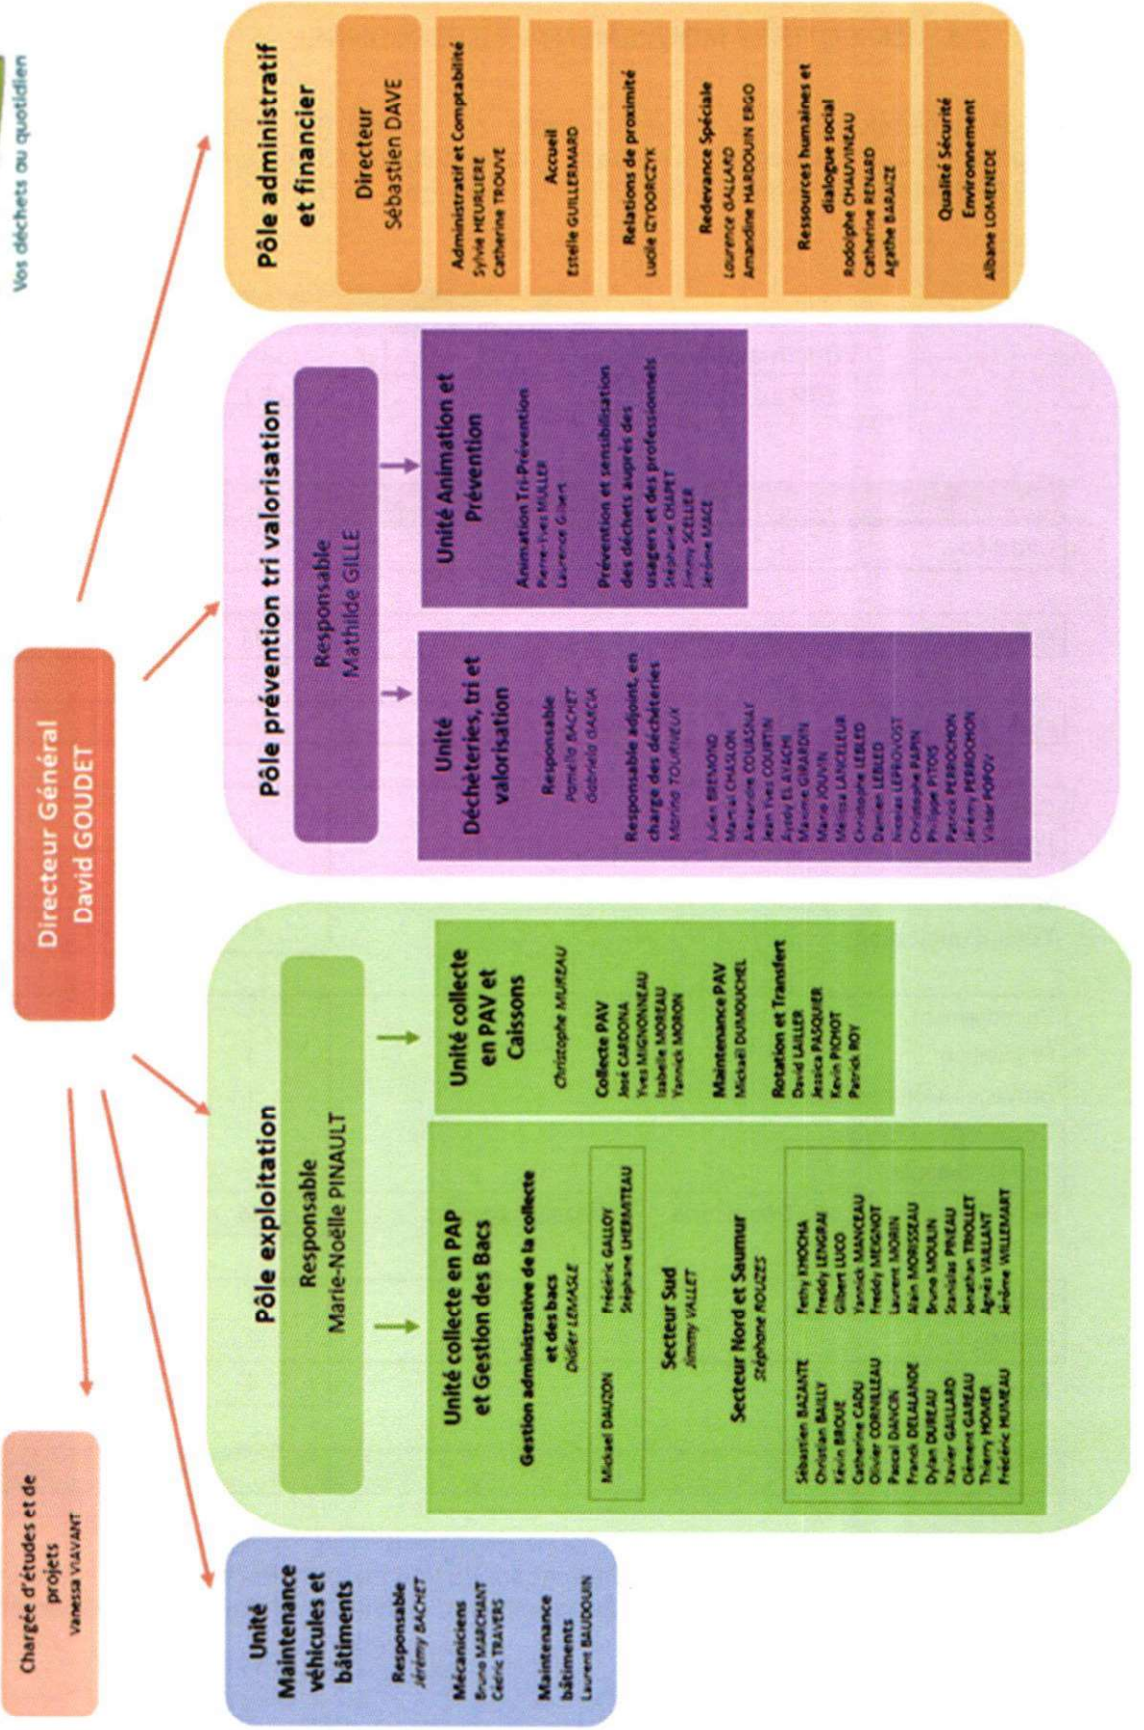 Vos déchets au quotidien
Directeur Général
David GOUDET
Chargée d'études et de
projets
Vanessa VIAVANT
Unité
Maintenance
véhicules et
bâtiments
Responsable
Jérémy BACHET
Mécaniciens
Bruno MARCHANT
Cédric TRAVERS
Maintenance
bâtiments
Laurent BAUDOUIN
Pôle exploitation
Responsable
Marie-Noëlle PINAULT
Unité collecte en PAP
et Gestion des Bacs
Gestion administrative de la collecte
et des bacs
Didier LEMASLE
Mickael DAUZON
Frédéric GALLOY
Stéphane LHERMITEAU
Secteur Sud
Jimmy VALLET
Secteur Nord et Saumur
Stéphane ROUZES
Sébastien BAZANTE
Christian BAILLY
Kévin BROUE
Catherine CADU
Olivier CORNILLEAU
Pascal DANCIN
Franck DELALANDE
Dylan DUREAU
Xavier GAILLARD
Clément GAREAU
Thierry HOMER
Frédéric HUMEAU
Fethy KHOCHA
Freddy LENGRAI
Gilbert LUCO
Yannick MANCEAU
Freddy MEIGNOT
Laurent MORIN
Alain MORISSEAU
Bruno MOULIN
Stanislas PINEAU
Jonathan TRIOLLET
Agnès VAILLANT
Jérôme WILLEMART
Unité collecte
en PAV et
Caissons
Christophe MUREAU
Collecte PAV
José CARDONA
Yves MIGNONNEAU
Isabelle MOREAU
Yannick MORON
Maintenance PAV
Mickaël DUMOUCHEL
Rotation et Transfert
David LAILLER
Jessica PASQUIER
Kevin PICHOT
Patrick ROY
Pôle prévention tri valorisation
Responsable
Mathilde GILLE
Unité
Déchèteries, tri et
valorisation
Responsable
Pamella BACHET
Gabriela GARCIA
Responsable adjoint, en
charge des déchèteries
Marina TOURNEUX
Julien BREMOND
Martial CHASLON
Alexandre COUASNAY
Jean Yves COURTIN
EL AYACHI
Maxime GIRARDIN
Mario JOUVIN
Mélissa LANCELEUR
Christophe LEBLED
Damien LEBLED
Nicolas LEPROVOST
Christophe PAPIN
Philippe PITOIS
Patrick PERROCHON
Jérémy PERROCHON
Viktor POPOV
Unité Animation et
Prévention
Animation Tri-Prévention
Pierre-Yves MULLER
Laurence Gilbert
Prévention et sensibilisation
des déchets auprès des
usagers et des professionnels
Stéphanie CHAPET
Jimmy SCELLIER
Jérôme MACE
Pôle administratif
et financier
Directeur
Sébastien DAVE
Administratif et Comptabilité
Sylvie MEURLIERE
Catherine TROUVE
Accueil
Estelle GUILLERMARD
Relations de proximité
Lucile IZYDORCZYK
Redevance Spéciale
Laurence GALLARD
Amandine HARDOUIN ERGO
Ressources humaines et
dialogue social
Rodolphe CHAUVINEAU
Catherine RENARD
Agathe BARAIZE
Qualité Sécurité
Environnement
Albane LOMENEDE